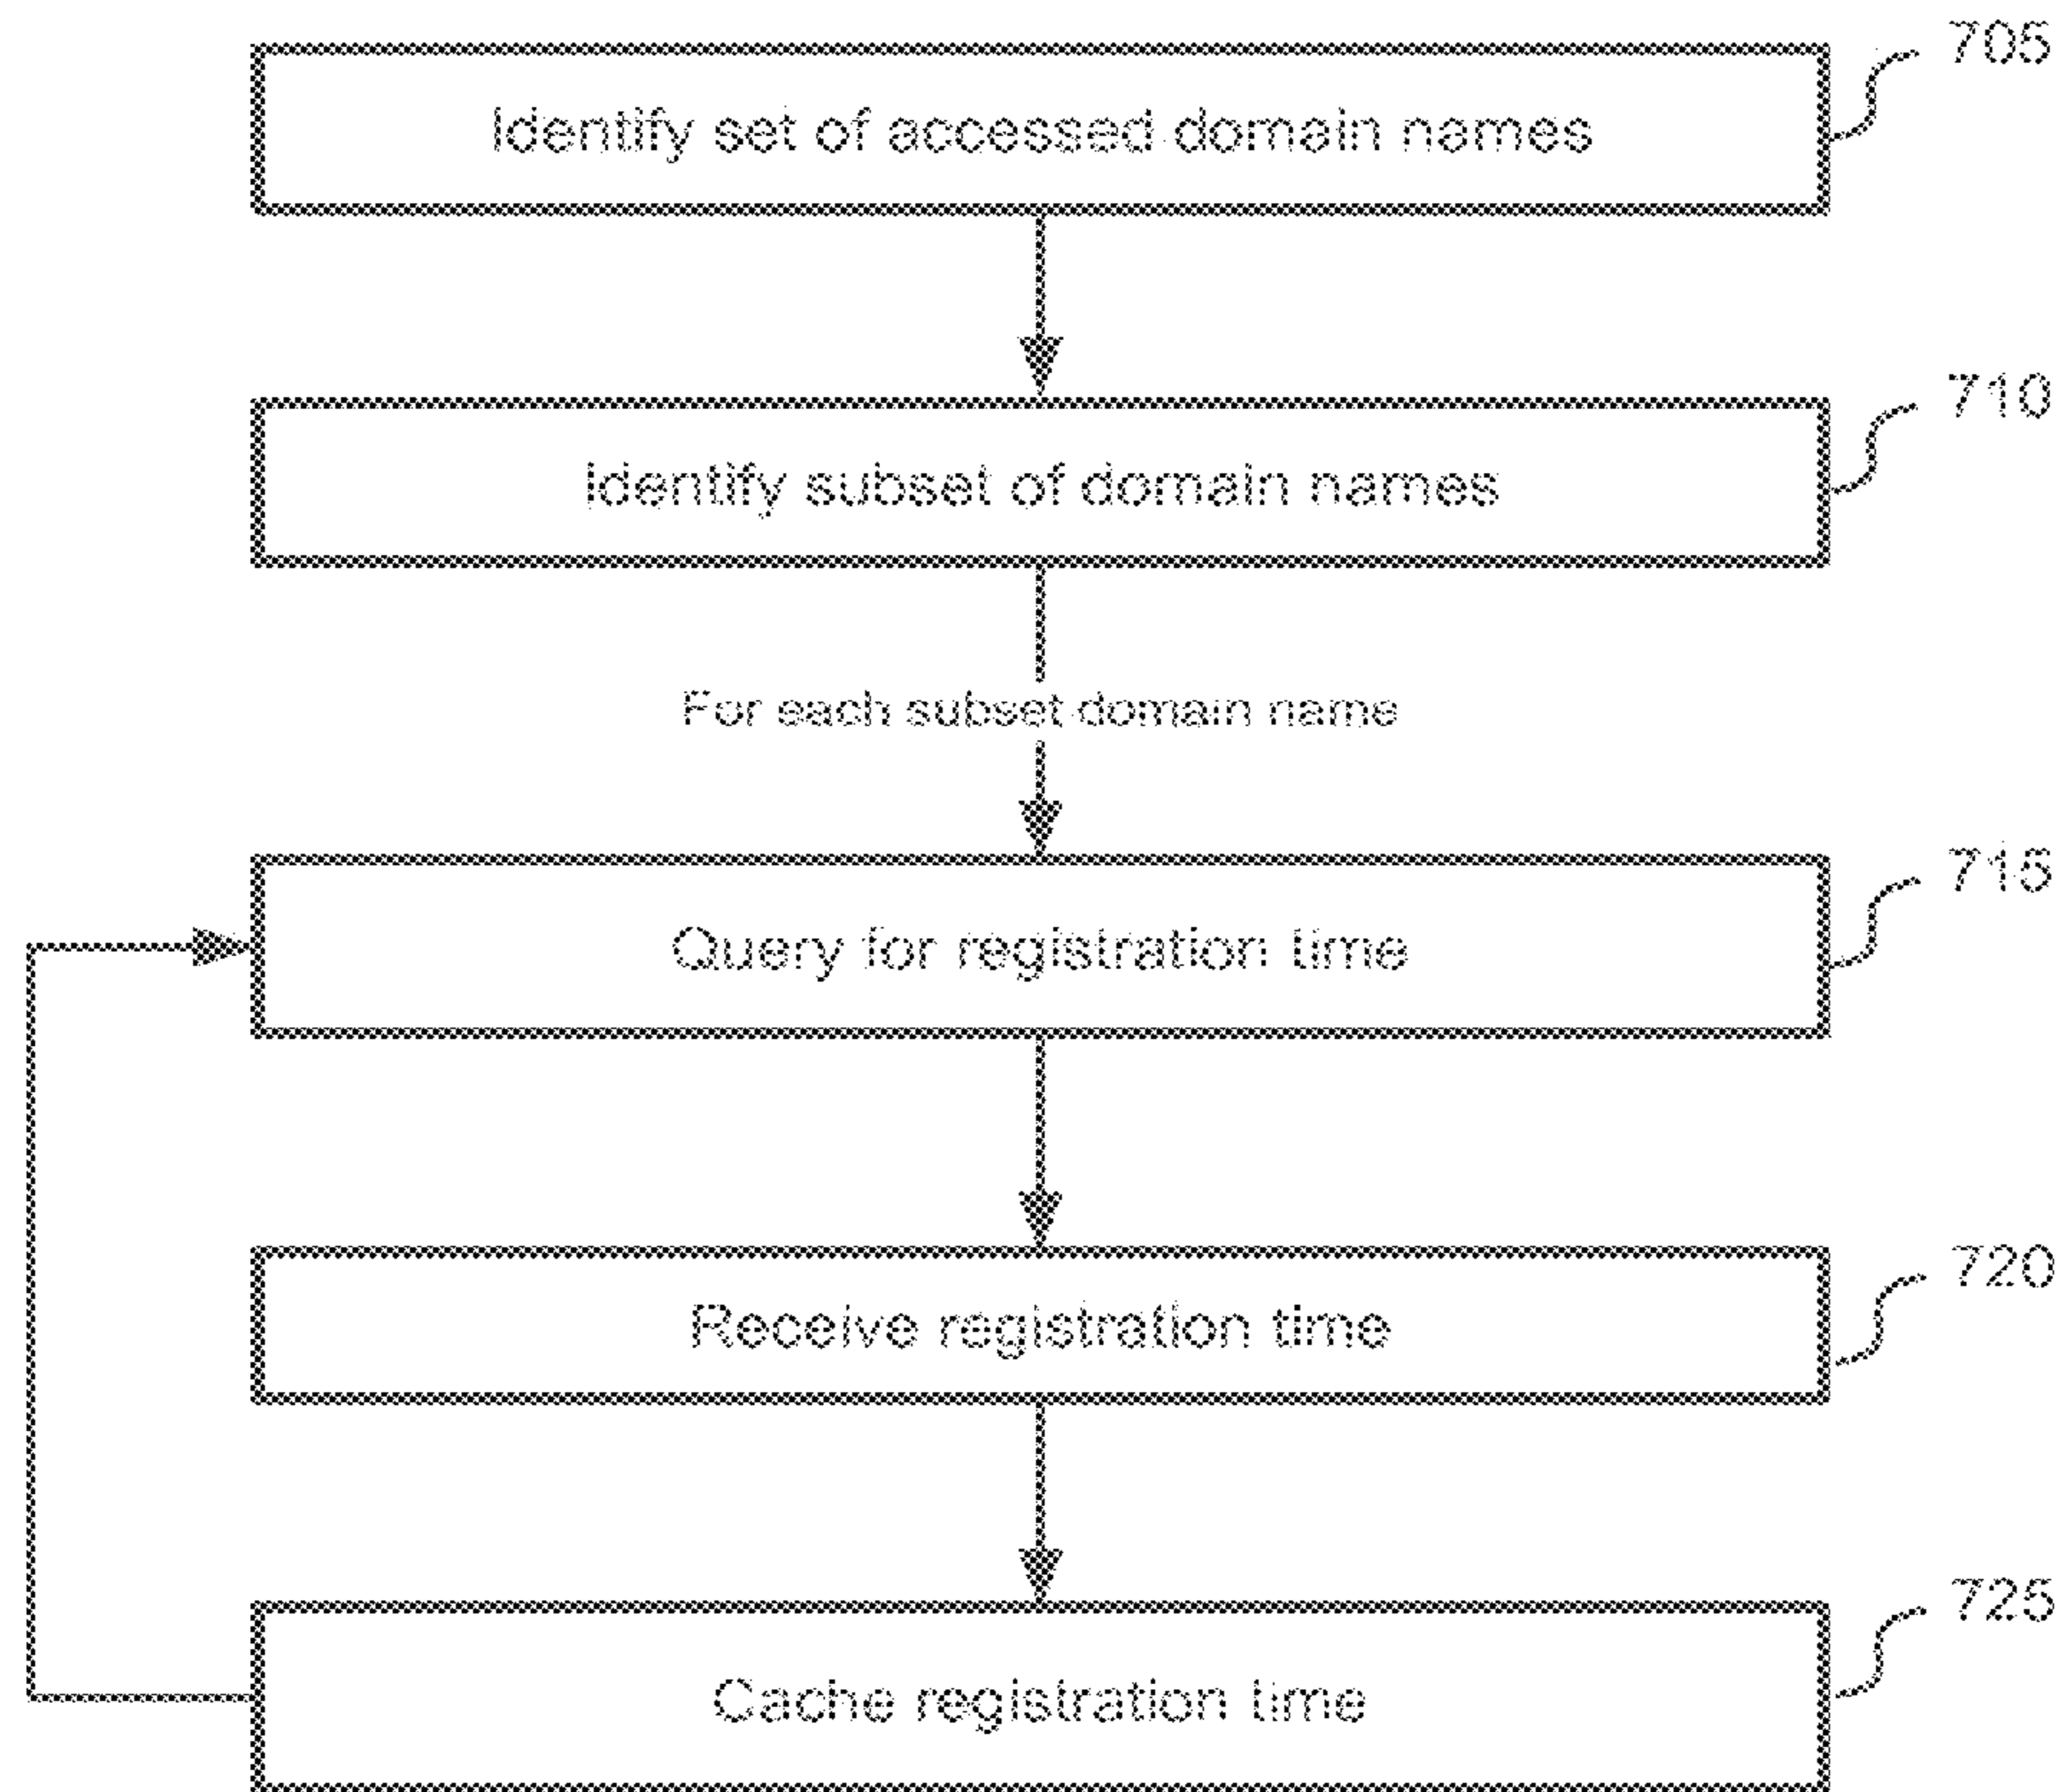 705
Identify set of accessed domain names
710
Identify subset of domain names
For each subset domain name
715
Query for registration time
720
Receive registration time
725
Cache registration time